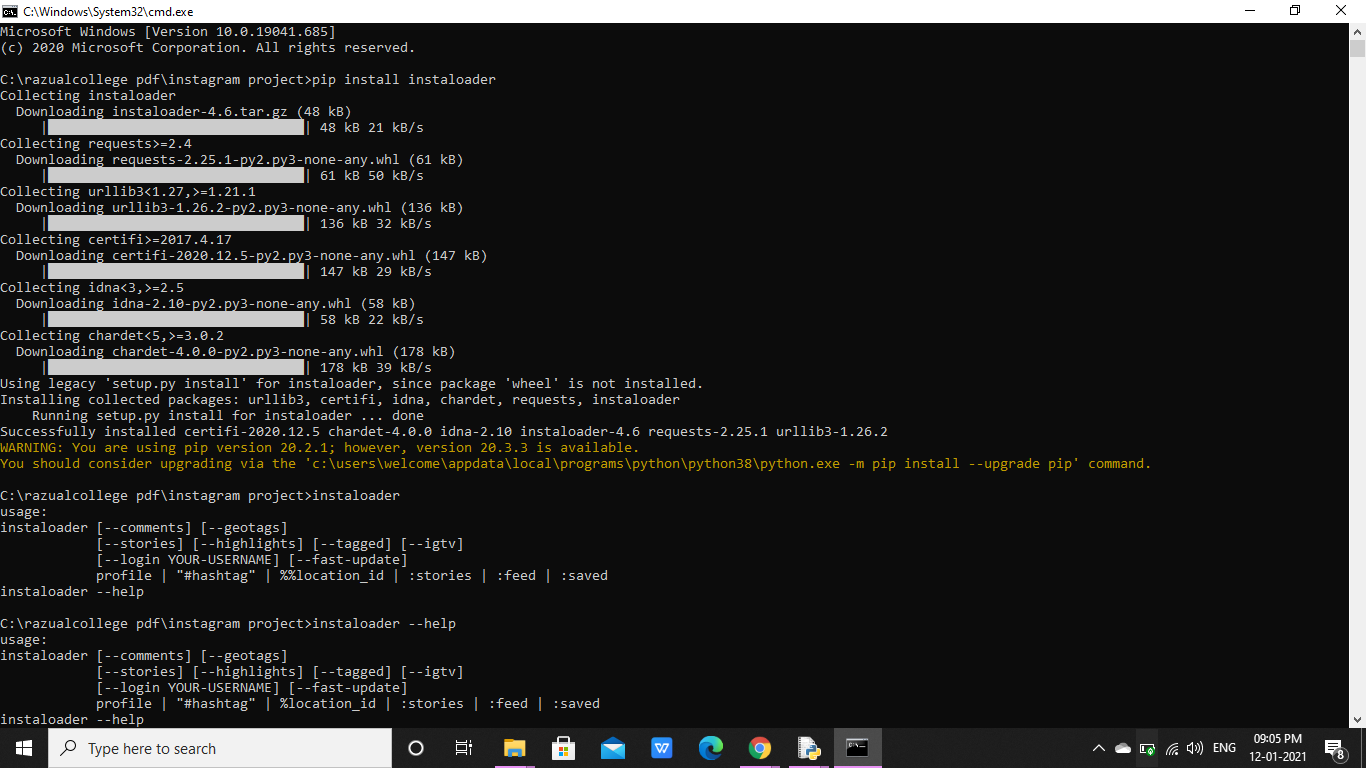 C:\Windows\System32\cmd.exe
Microsoft Windows [Version 10.0.19041.685]
(c) 2020 Microsoft Corporation. All rights reserved.
C:\razualcollege pdf\instagram project>pip install instaloader
Collecting instaloader
  Downloading instaloader-4.6.tar.gz (48 kB)
     |████████████████████████████████| 48 kB 21 kB/s
Collecting requests>=2.4
  Downloading requests-2.25.1-py2.py3-none-any.whl (61 kB)
     |████████████████████████████████| 61 kB 50 kB/s
Collecting urllib3<1.27,>=1.21.1
  Downloading urllib3-1.26.2-py2.py3-none-any.whl (136 kB)
     |████████████████████████████████| 136 kB 32 kB/s
Collecting certifi>=2017.4.17
  Downloading certifi-2020.12.5-py2.py3-none-any.whl (147 kB)
     |████████████████████████████████| 147 kB 29 kB/s
Collecting idna<3,>=2.5
  Downloading idna-2.10-py2.py3-none-any.whl (58 kB)
     |████████████████████████████████| 58 kB 22 kB/s
Collecting chardet<5,>=3.0.2
  Downloading chardet-4.0.0-py2.py3-none-any.whl (178 kB)
     |████████████████████████████████| 178 kB 39 kB/s
Using legacy 'setup.py install' for instaloader, since package 'wheel' is not installed.
Installing collected packages: urllib3, certifi, idna, chardet, requests, instaloader
    Running setup.py install for instaloader ... done
Successfully installed certifi-2020.12.5 chardet-4.0.0 idna-2.10 instaloader-4.6 requests-2.25.1 urllib3-1.26.2
WARNING: You are using pip version 20.2.1; however, version 20.3.3 is available.
You should consider upgrading via the 'c:\users\welcome\appdata\local\programs\python\python38\python.exe -m pip install --upgrade pip' command.
C:\razualcollege pdf\instagram project>instaloader
usage:
instaloader [--comments] [--geotags]
            [--stories] [--highlights] [--tagged] [--igtv]
            [--login YOUR-USERNAME] [--fast-update]
            profile | "#hashtag" | %%location_id | :stories | :feed | :saved
instaloader --help
C:\razualcollege pdf\instagram project>instaloader --help
usage:
instaloader [--comments] [--geotags]
            [--stories] [--highlights] [--tagged] [--igtv]
            [--login YOUR-USERNAME] [--fast-update]
            profile | "#hashtag" | %location_id | :stories | :feed | :saved
instaloader --help
Type here to search
W
ENG
09:05 PM
12-01-2021
8